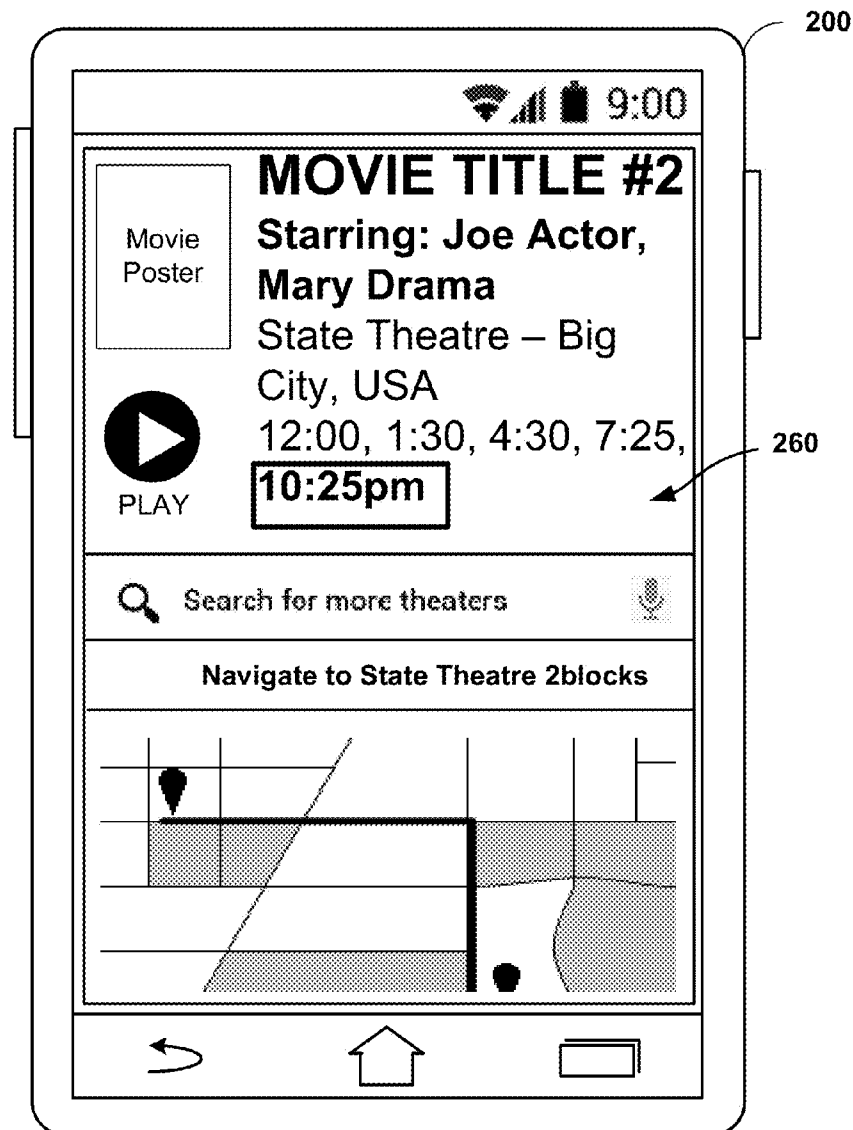 200
9:00
MOVIE TITLE #2
Movie
Poster
Starring: Joe Actor,
Mary Drama
State Theatre – Big
City, USA
12:00, 1:30, 4:30, 7:25,
10:25pm
260
PLAY
Search for more theaters
Navigate to State Theatre 2blocks